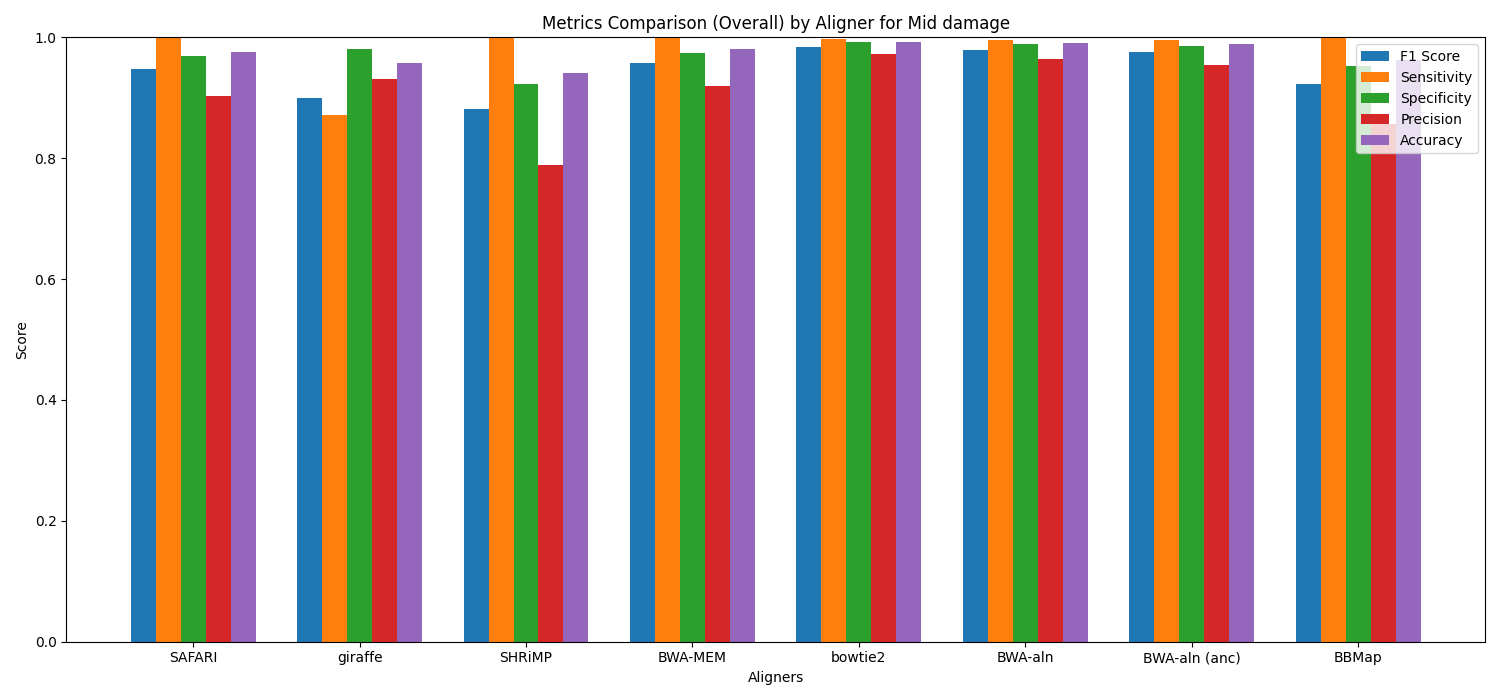 Metrics Comparison (Overall) by Aligner for Mid damage
1.0
0.8
0.6
0.4
0.2
0.0
Score
F1 Score
Sensitivity
Specificity
Precision
Accuracy
SAFARI giraffe SHRiMP BWA-MEM bowtie2 BWA-aln BWA-aln (anc) BBMap
Aligners